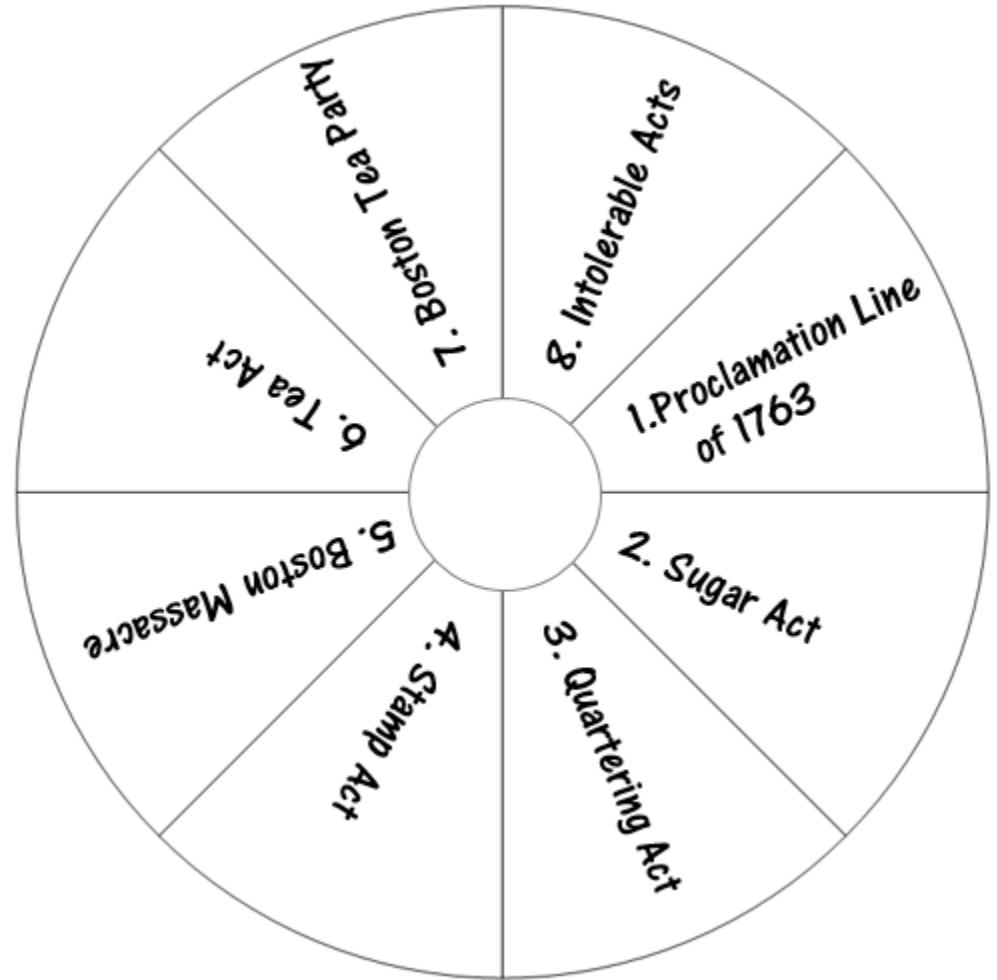 1.Proclamation Line
of 1763
2. Sugar Act
3. Quartering Act
4. Stamp Act
5. Boston Massacre
6. Tea Act
7. Boston Tea Party
8. Intolerable Acts